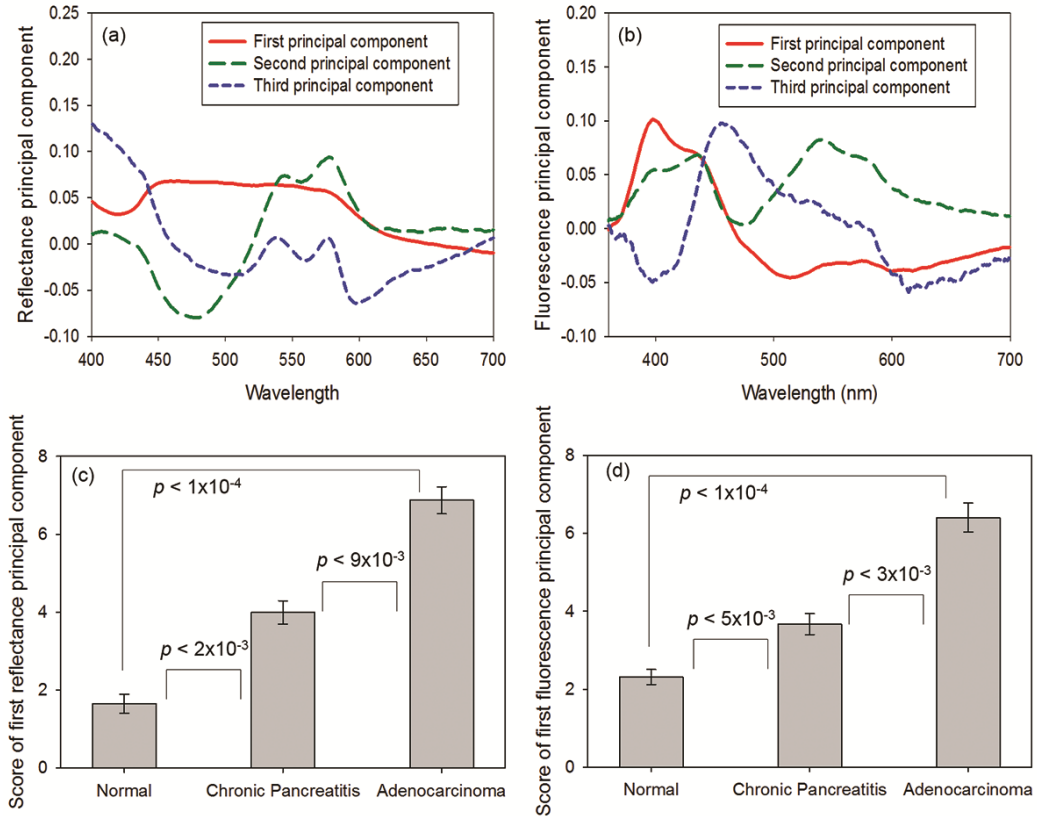 (a)
First principal component
Second principal component
Third principal component
Reflectance principal component
0.25
0.20
0.15
0.10
0.05
0.00
-0.05
-0.10
400 450 500 550 600 650 700
Wavelength
(b)
First principal component
Second principal component
Third principal component
Fluorescence principal component
0.20
0.15
0.10
0.05
0.00
-0.05
-0.10
400 500 600 700
Wavelength (nm)
(c)
Score of first reflectance principal component
8
6
4
2
0
p < 1x10-4
p < 9x10-3
p < 2x10-3
Normal Chronic Pancreatitis Adenocarcinoma
(d)
Score of first fluorescence principal component
8
6
4
2
0
p < 1x10-4
p < 3x10-3
p < 5x10-3
Normal Chronic Pancreatitis Adenocarcinoma